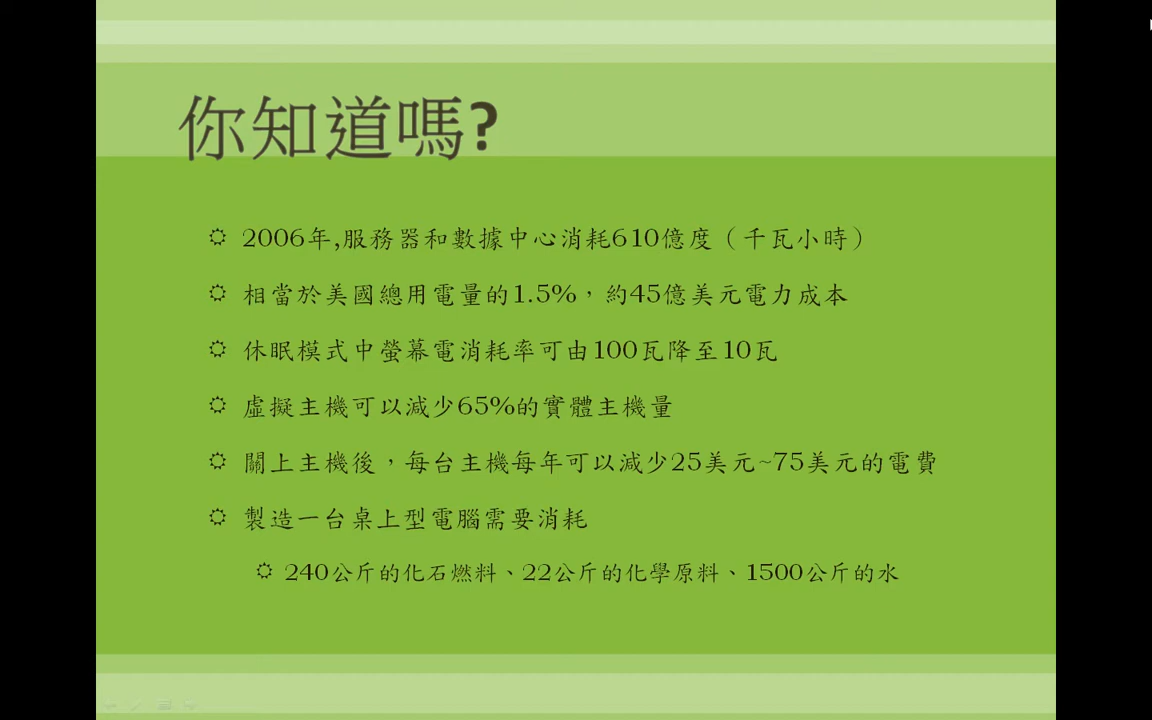 你知道嗎?
2006年,服務器和數據中心消耗610億度（千瓦小時）
相當於美國總用電量的1.5%，約45億美元電力成本
休眠模式中螢幕電消耗率可由100瓦降至10瓦
虛擬主機可以減少65%的實體主機量
關上主機後，每台主機每年可以減少25美元~75美元的電費
製造一台桌上型電腦需要消耗
240公斤的化石燃料、22公斤的化學原料、1500公斤的水